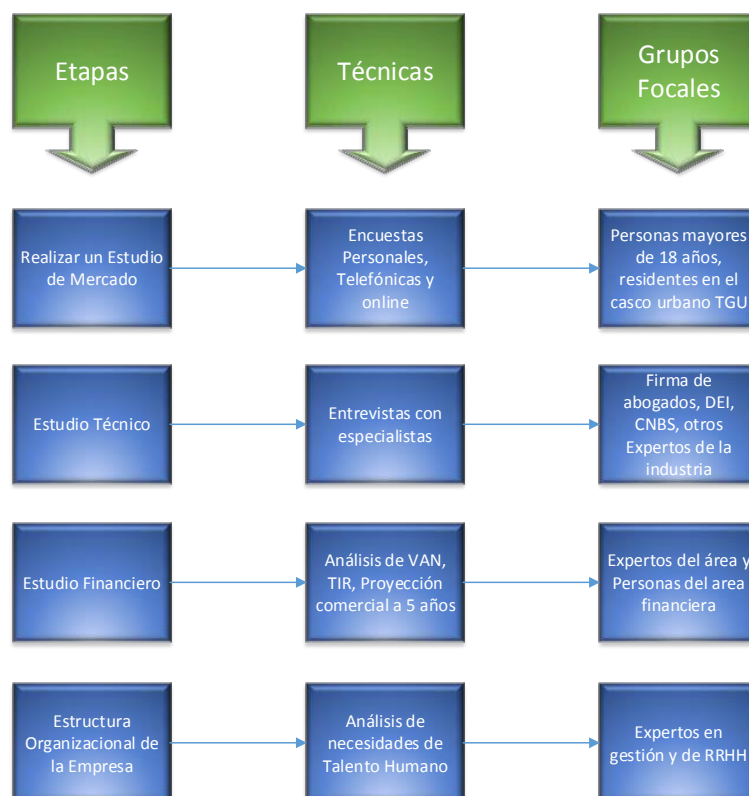 Etapas
Técnicas
Grupos
Focales
Realizar un Estudio
de Mercado
Encuestas
Personales,
Telefónicas y
online
Personas mayores
de 18 años,
residentes en el
casco urbano TGU
Estudio Técnico
Entrevistas con
especialistas
Firma de
abogados, DEI,
CNBS, otros
Expertos de la
industria
Estudio Financiero
Análisis de VAN,
TIR, Proyección
comercial a 5 años
Expertos del área y
Personas del area
financiera
Estructura
Organizacional de
la Empresa
Análisis de
necesidades de
Talento Humano
Expertos en
gestión y de RRHH